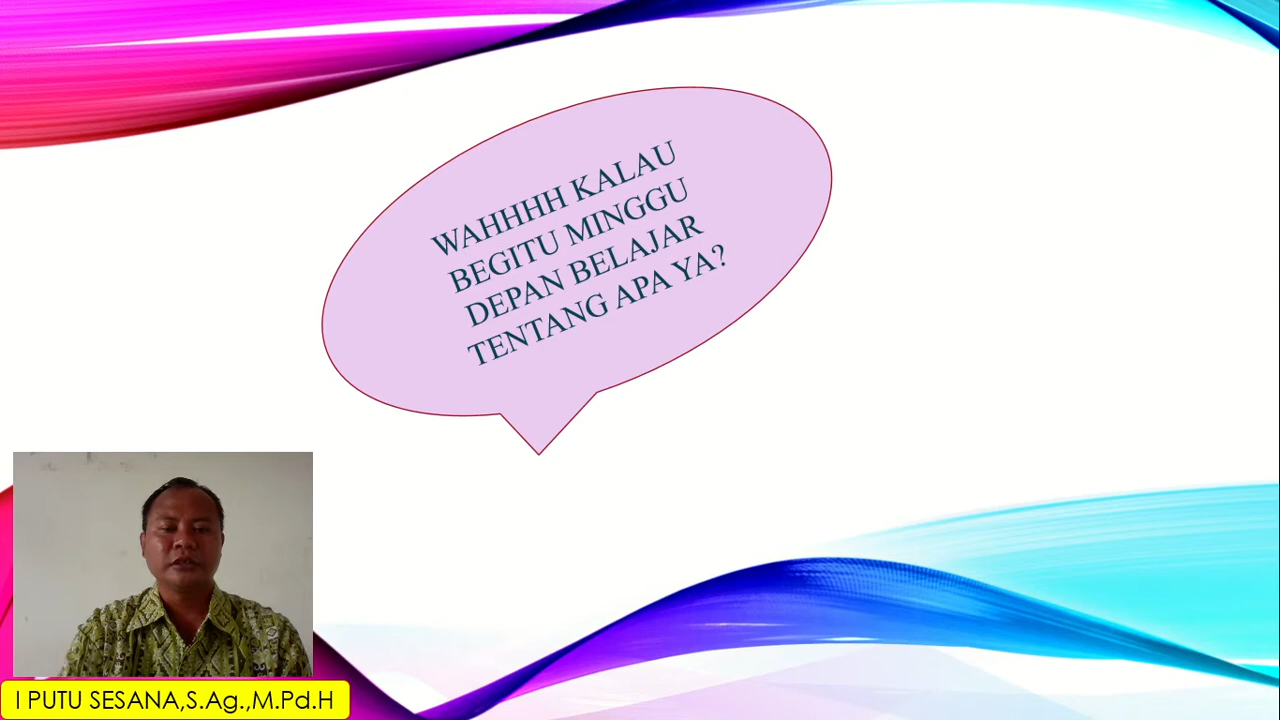 WAHHHH KALAU
BEGITU MINGGU
DEPAN BELAJAR
TENTANG APA YA?
I PUTU SESANA,S.Ag.,M.Pd.H